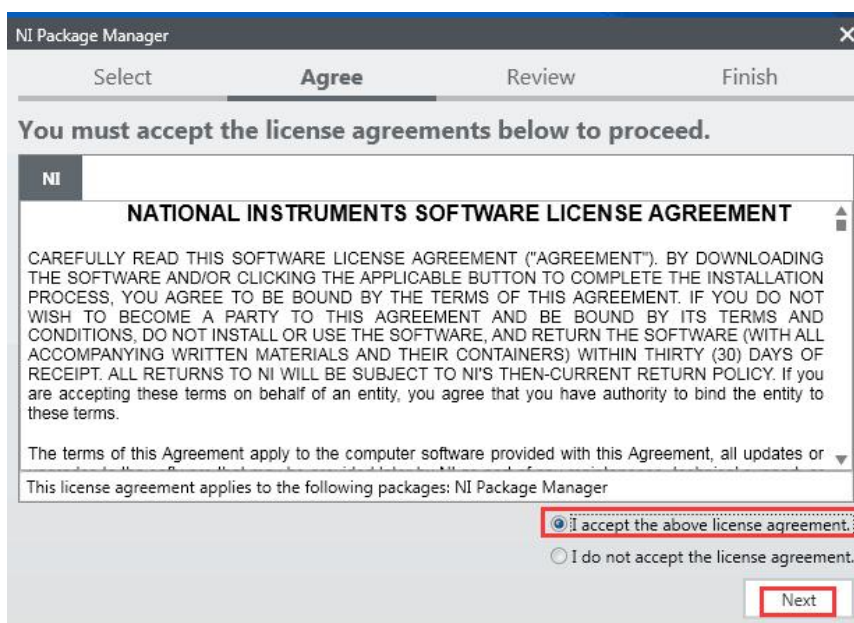 NI Package Manager
Select Agree Review Finish
You must accept the license agreements below to proceed.
NI
NATIONAL INSTRUMENTS SOFTWARE LICENSE AGREEMENT
CAREFULLY READ THIS SOFTWARE LICENSE AGREEMENT ("AGREEMENT"). BY DOWNLOADING
THE SOFTWARE AND/OR CLICKING THE APPLICABLE BUTTON TO COMPLETE THE INSTALLATION
PROCESS, YOU AGREE TO BE BOUND BY THE TERMS OF THIS AGREEMENT. IF YOU DO NOT
WISH TO BECOME A PARTY TO THIS AGREEMENT AND BE BOUND BY ITS TERMS AND
CONDITIONS, DO NOT INSTALL OR USE THE SOFTWARE, AND RETURN THE SOFTWARE (WITH ALL
ACCOMPANYING WRITTEN MATERIALS AND THEIR CONTAINERS) WITHIN THIRTY (30) DAYS OF
RECEIPT. ALL RETURNS TO NI WILL BE SUBJECT TO NI'S THEN-CURRENT RETURN POLICY. If you
are accepting these terms on behalf of an entity, you agree that you have authority to bind the entity to
these terms.
The terms of this Agreement apply to the computer software provided with this Agreement, all updates or
This license agreement applies to the following packages: NI Package Manager
I accept the above license agreement.
I do not accept the license agreement.
Next